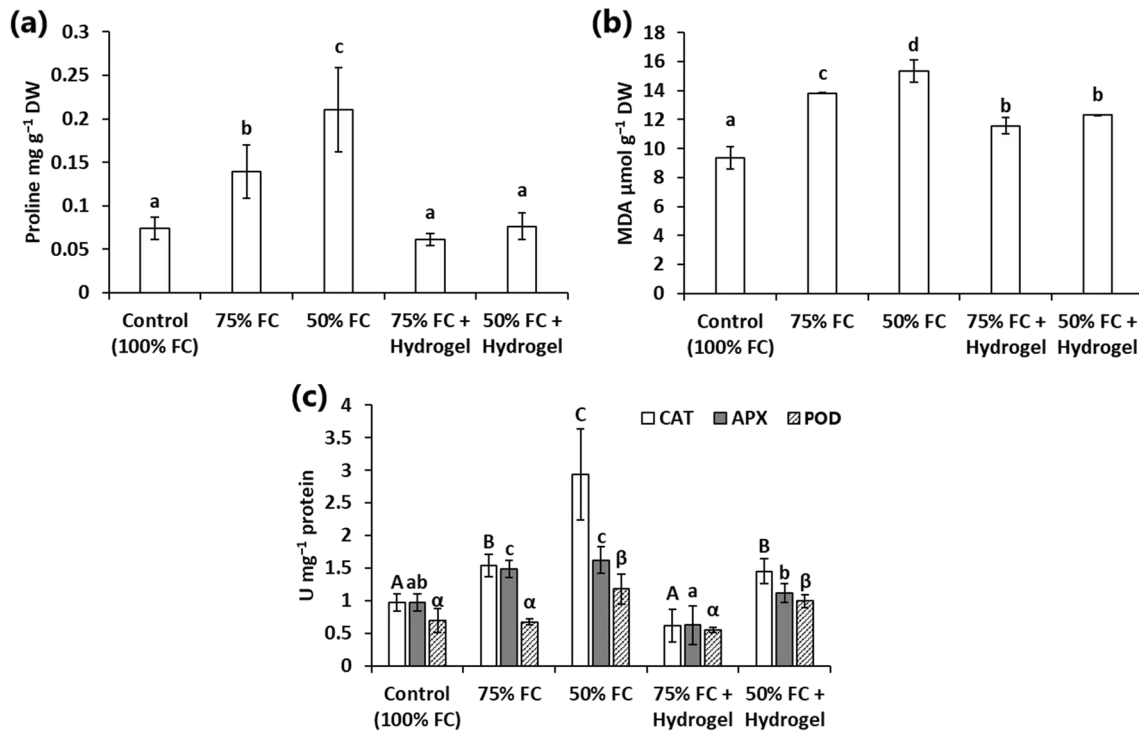 (a)
Proline mg g⁻¹ DW
0.3
0.25
0.2
0.15
0.1
0.05
0
a
b
c
a
a
Control (100% FC)
75% FC
50% FC
75% FC + Hydrogel
50% FC + Hydrogel
(b)
MDA µmol g⁻¹ DW
18
16
14
12
10
8
6
4
2
0
a
c
d
b
b
Control (100% FC)
75% FC
50% FC
75% FC + Hydrogel
50% FC + Hydrogel
(c)
U mg⁻¹ protein
4
3.5
3
2.5
2
1.5
1
0.5
0
CAT
APX
POD
A ab α
B c α
C c β
A a α
B b β
Control (100% FC)
75% FC
50% FC
75% FC + Hydrogel
50% FC + Hydrogel